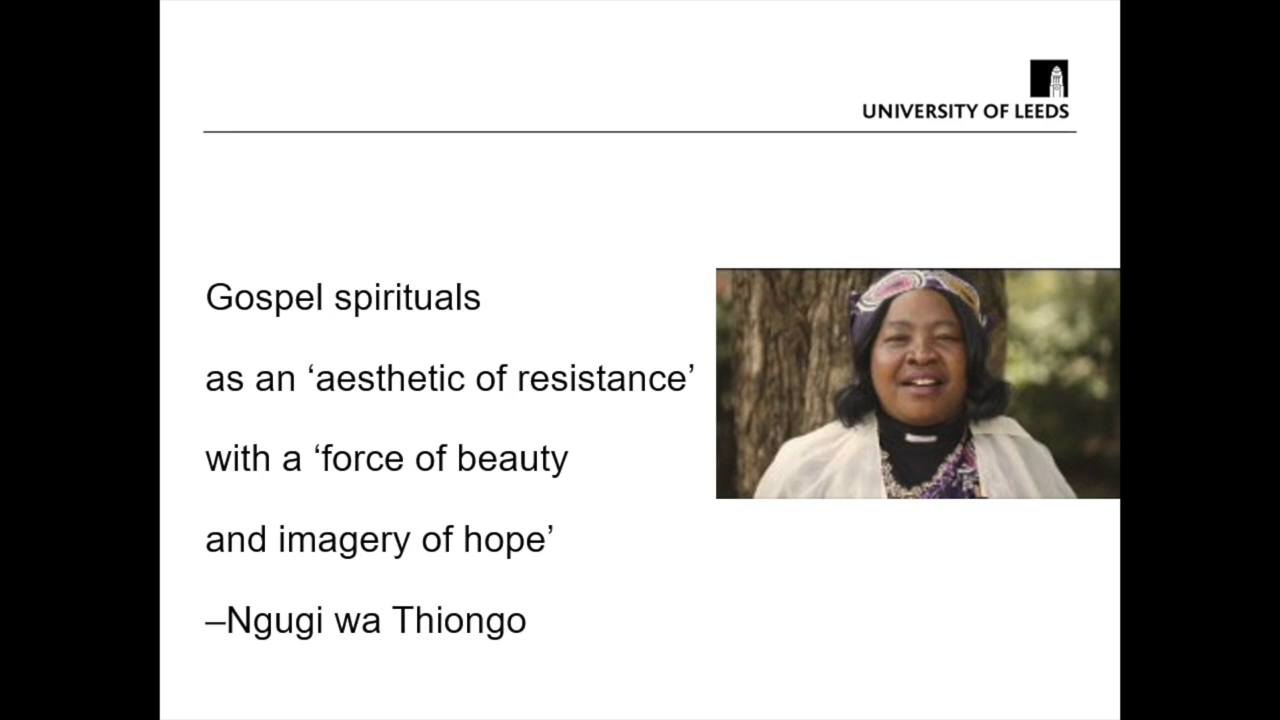 UNIVERSITY OF LEEDS
Gospel spirituals
as an ‘aesthetic of resistance’
with a ‘force of beauty
and imagery of hope’
–Ngugi wa Thiongo